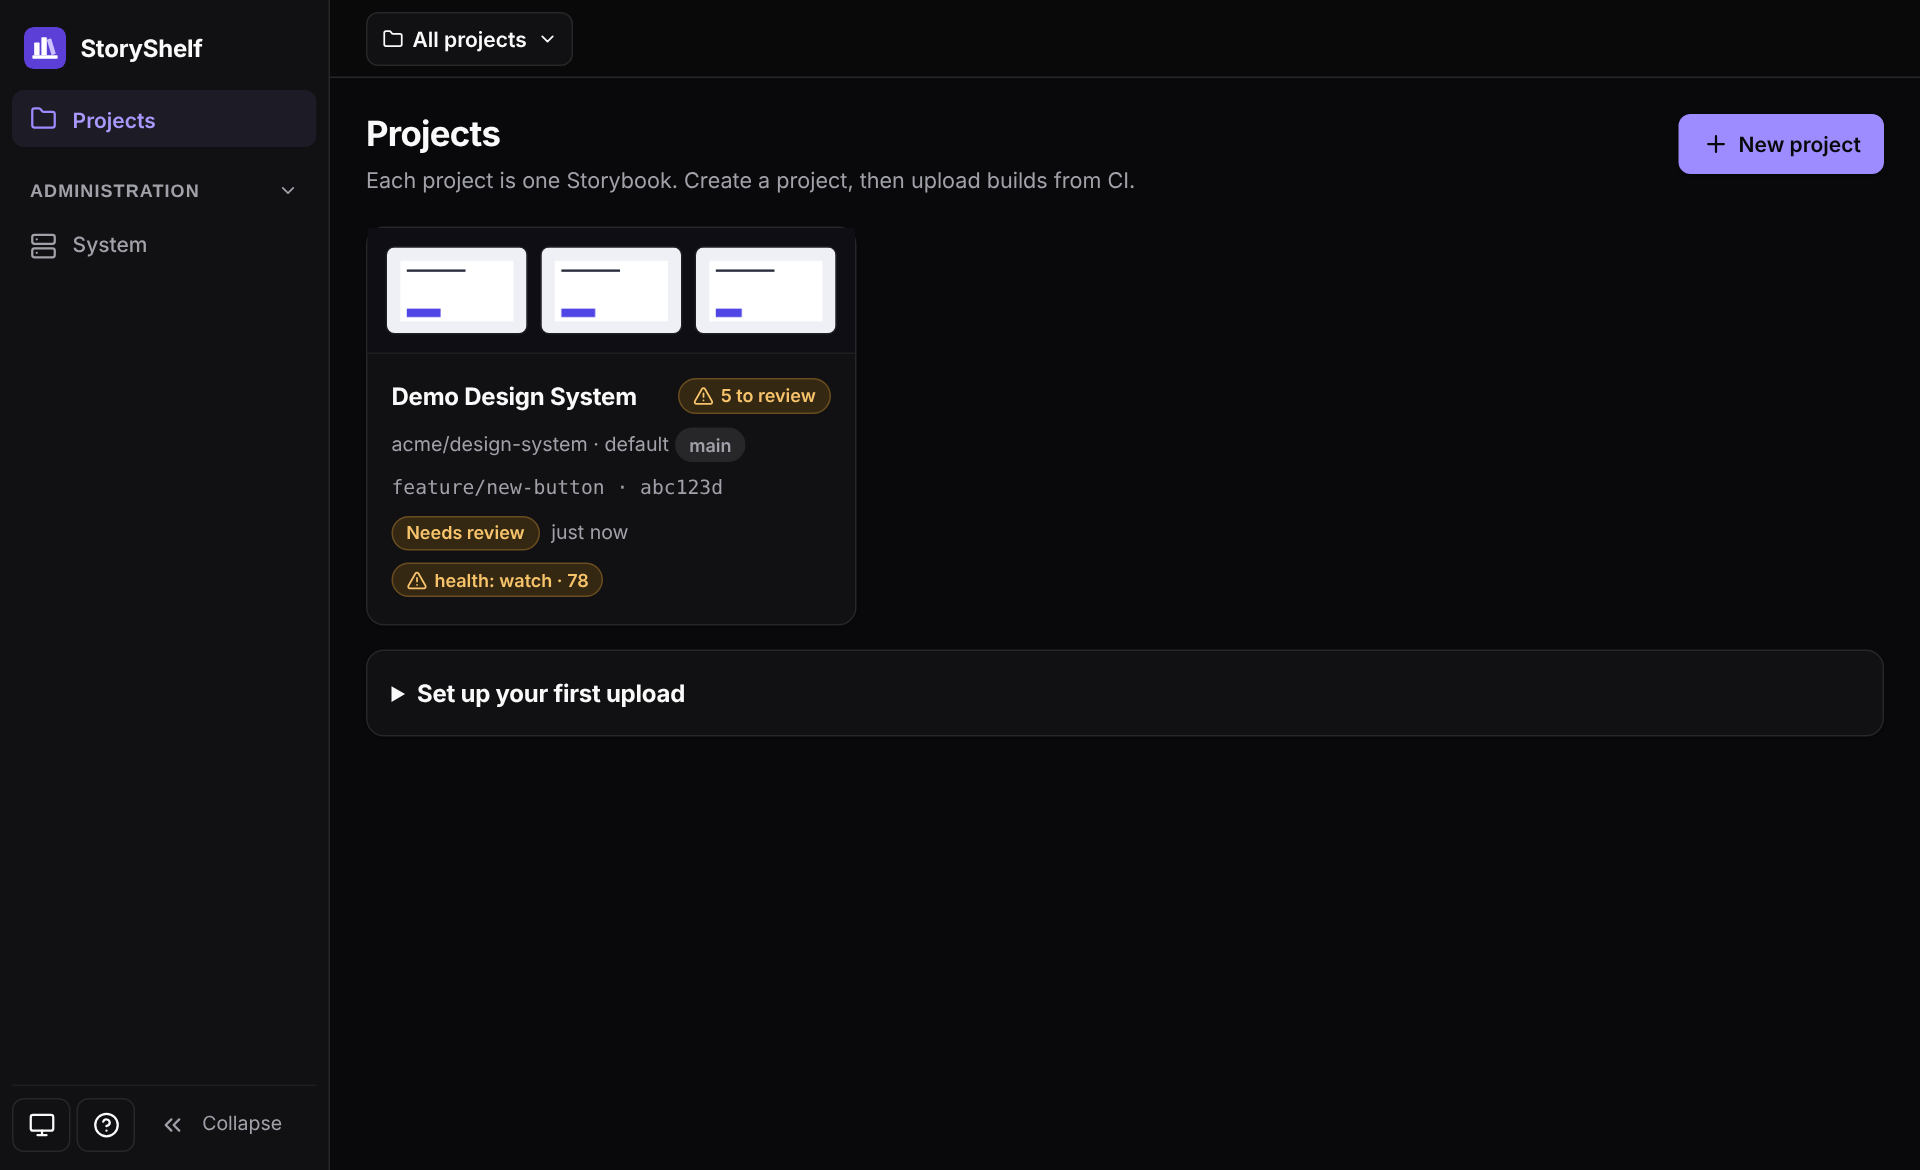 StoryShelf
All projects
Projects
ADMINISTRATION
System
Projects
Each project is one Storybook. Create a project, then upload builds from CI.
New project
Demo Design System
5 to review
acme/design-system · default main
feature/new-button · abc123d
Needs review just now
health: watch · 78
Set up your first upload
Collapse